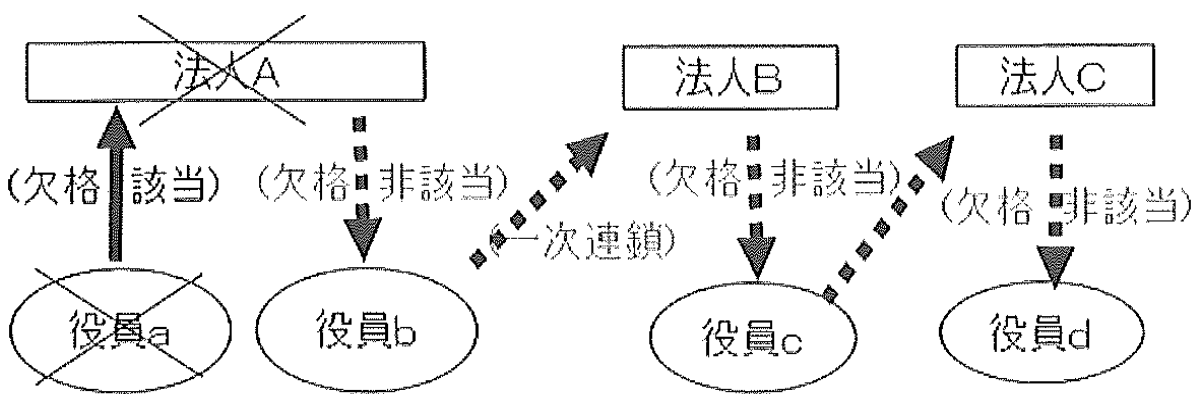 法人A
法人B
法人C
(欠格 該当)
(欠格 非該当)
(欠格 非該当)
(欠格 非該当)
(一次連鎖)
役員a
役員b
役員c
役員d